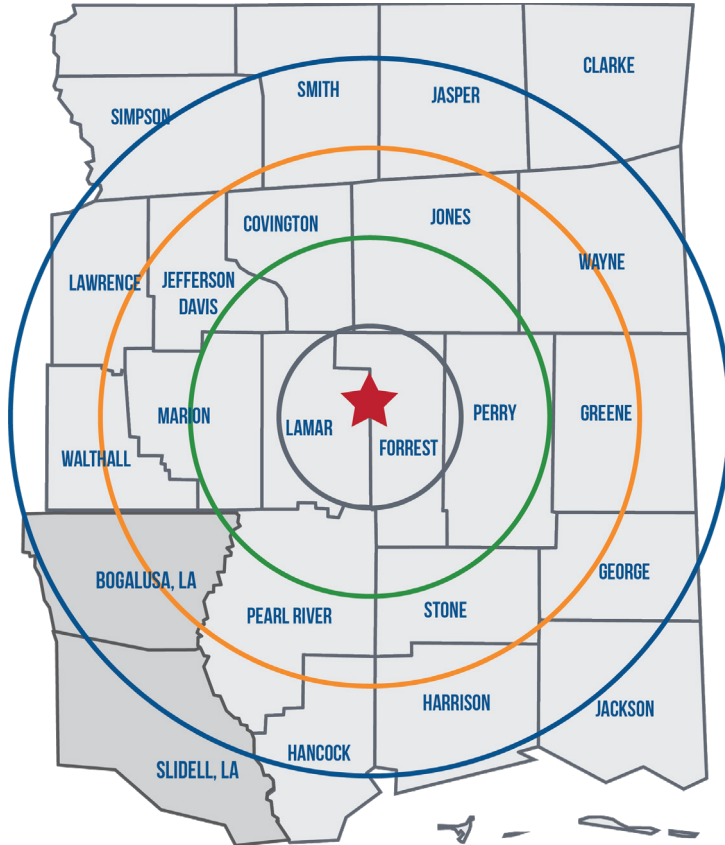 CLARKE
SMITH
JASPER
SIMPSON
COVINGTON
JONES
WAYNE
LAWRENCE
JEFFERSON
DAVIS
MARION
LAMAR
PERRY
GREENE
FORREST
WALTHALL
BOGALUSA, LA
GEORGE
PEARL RIVER
STONE
HARRISON
JACKSON
HANCOCK
SLIDELL, LA